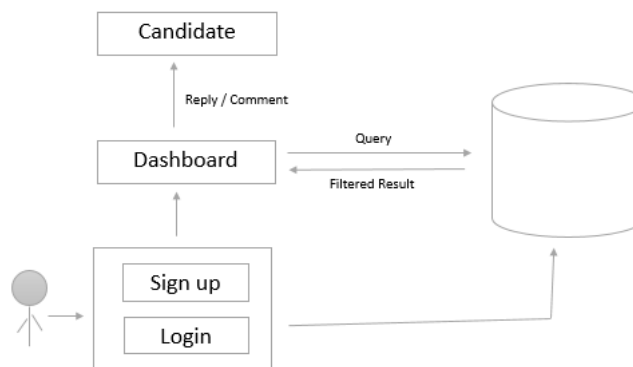 Candidate
Reply / Comment
Dashboard
Query
Filtered Result
Sign up
Login